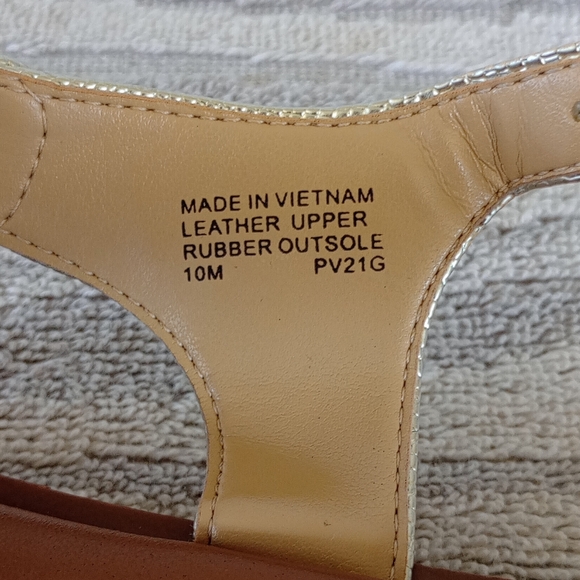 MADE IN VIETNAM
LEATHER UPPER
RUBBER OUTSOLE
10M PV21G